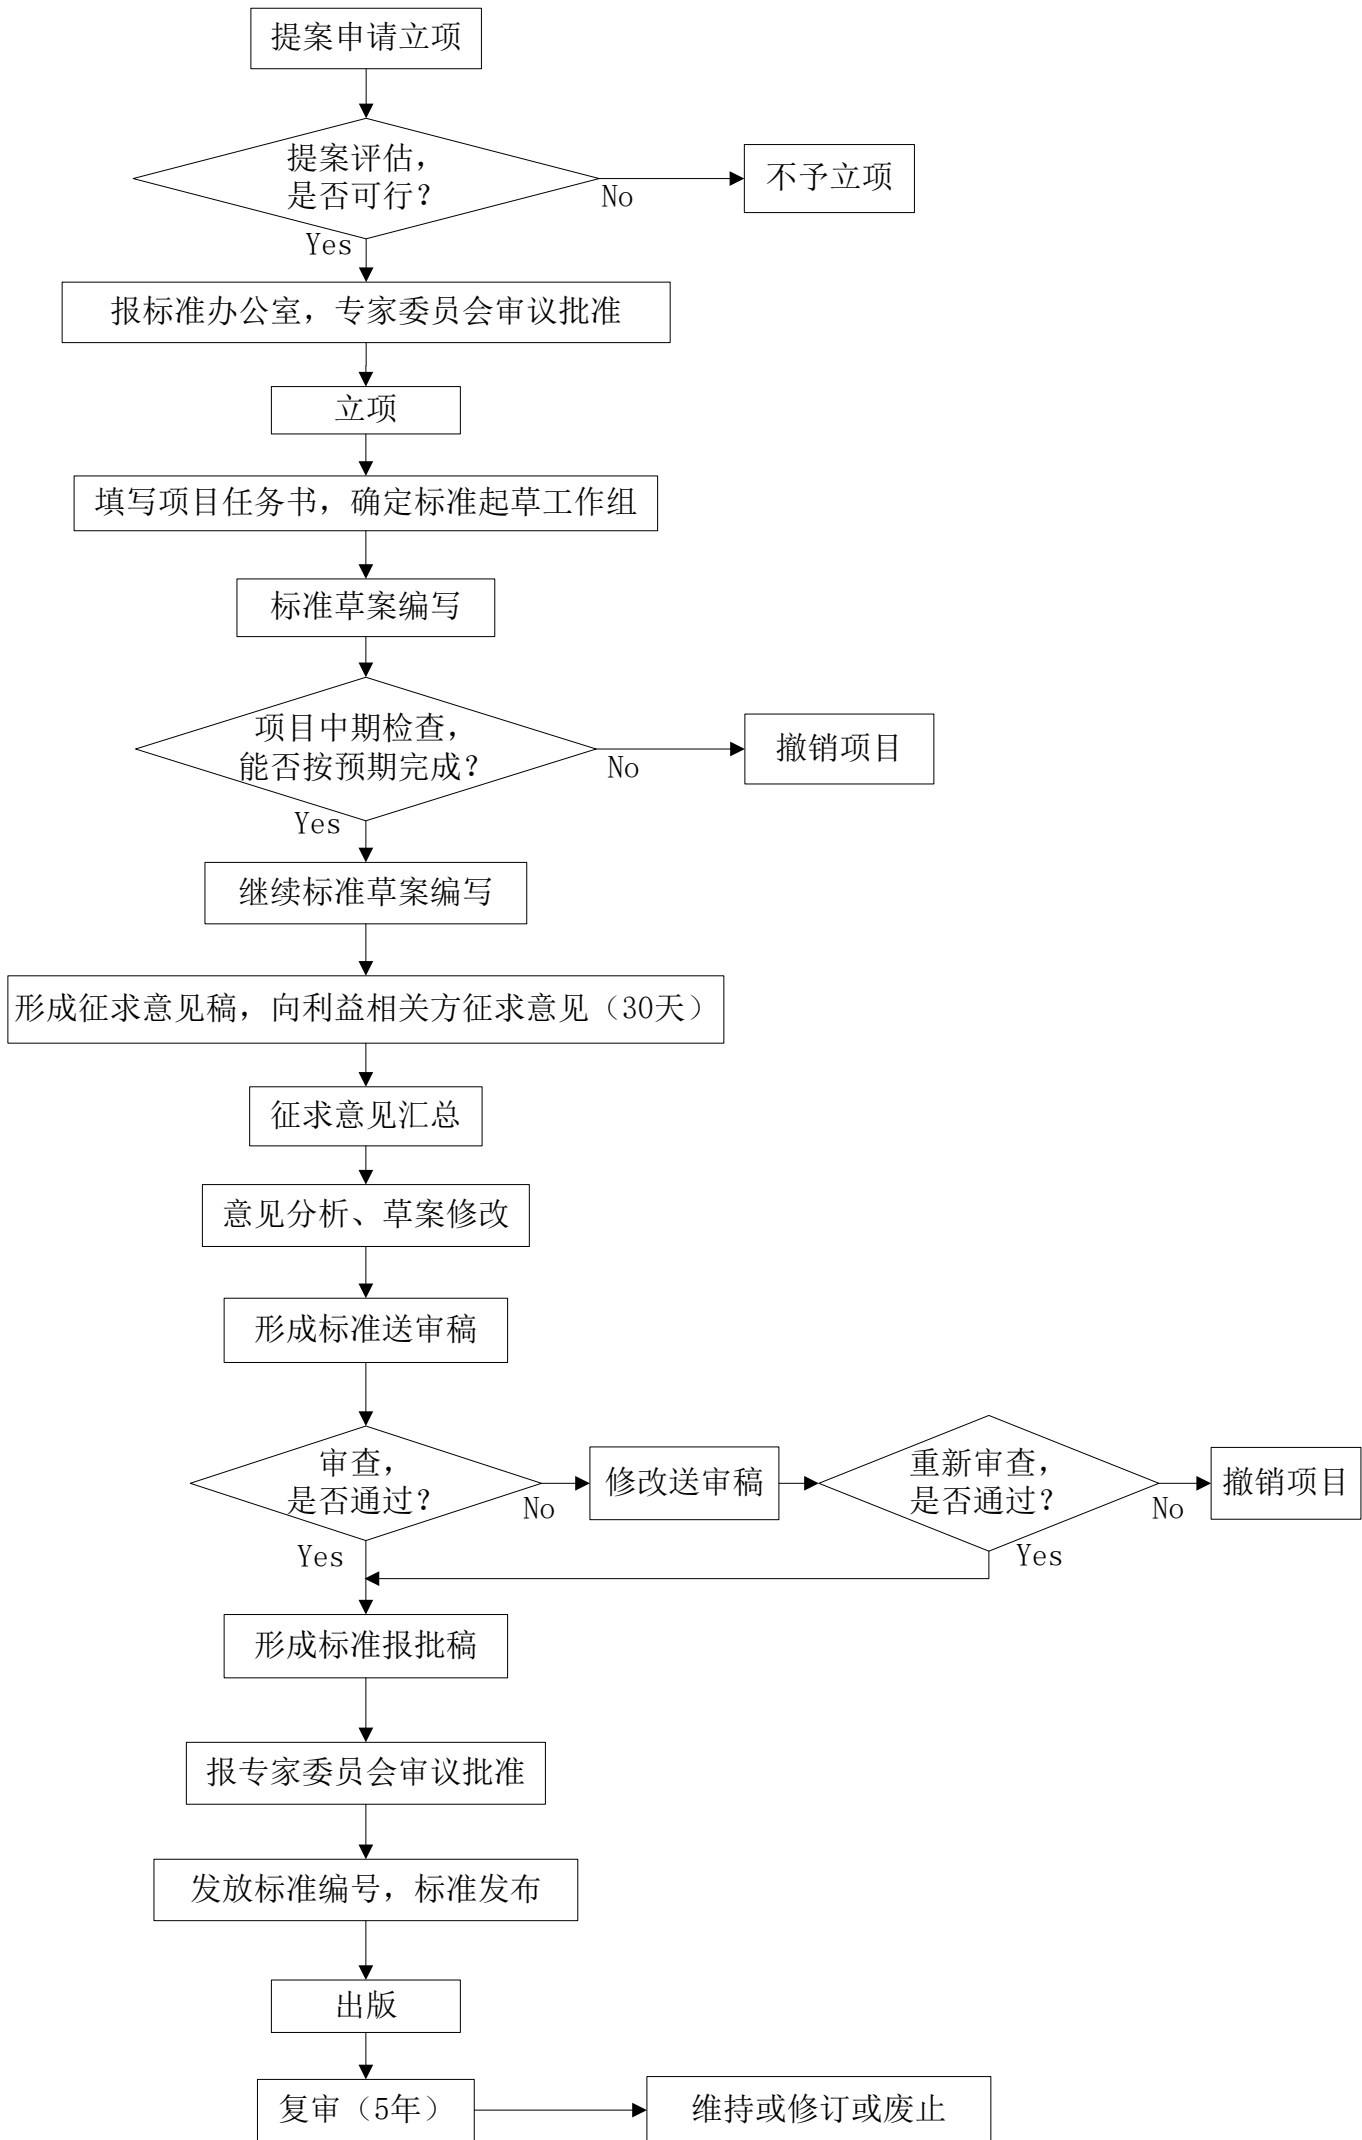 提案申请立项
提案评估，
是否可行？
No
不予立项
Yes
报标准办公室，专家委员会审议批准
立项
填写项目任务书，确定标准起草工作组
标准草案编写
项目中期检查，
能否按预期完成？
No
撤销项目
Yes
继续标准草案编写
形成征求意见稿，向利益相关方征求意见（30天）
征求意见汇总
意见分析、草案修改
形成标准送审稿
审查，
是否通过？
No
修改送审稿
重新审查，
是否通过？
No
撤销项目
Yes
Yes
形成标准报批稿
报专家委员会审议批准
发放标准编号，标准发布
出版
复审（5年）
维持或修订或废止